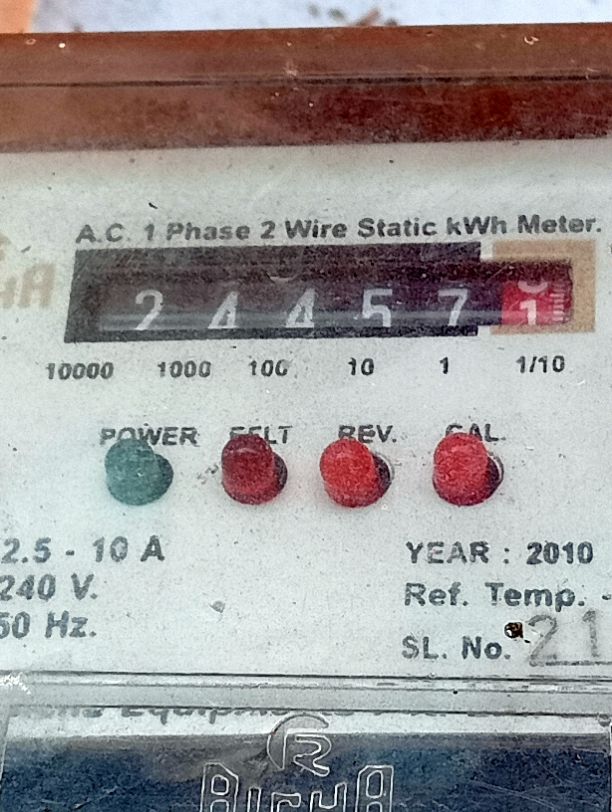 A.C. 1 Phase 2 Wire Static kWh Meter.
2 4 4 5 7 1
10000 1000 100 10 1 1/10
POWER REV. CAL.
2.5 - 10 A
240 V.
50 Hz.
YEAR : 2010
Ref. Temp. -
SL. No. 21